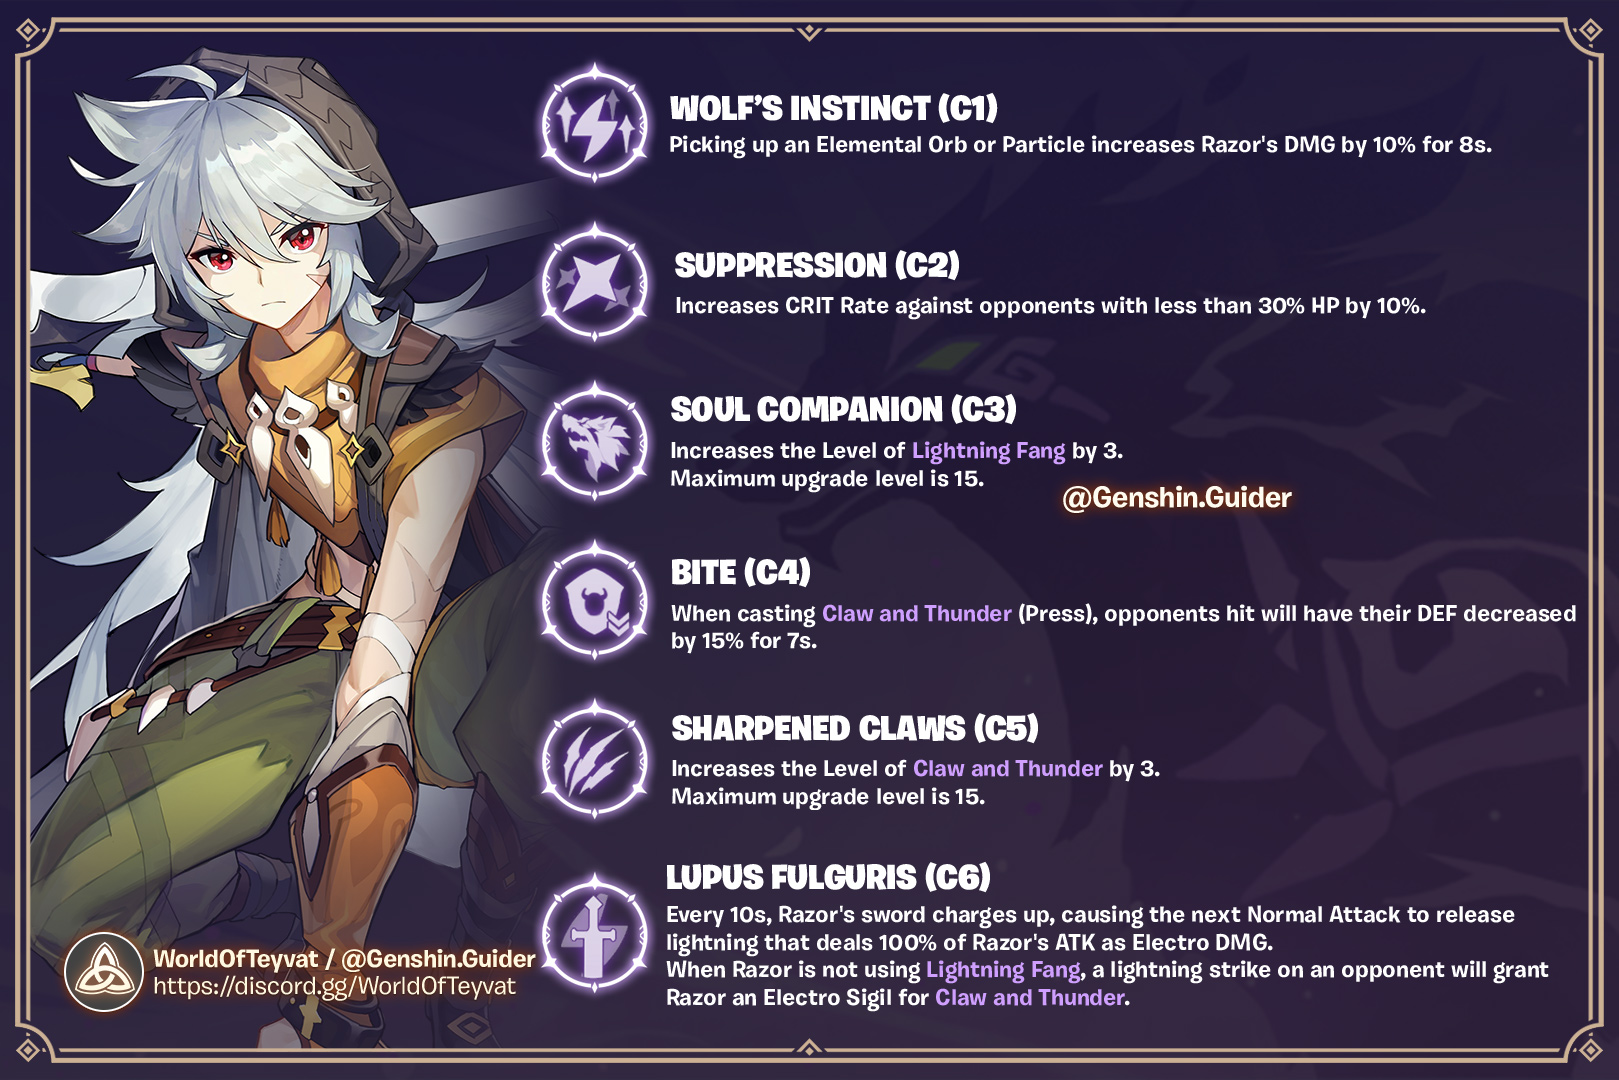 WOLF'S INSTINCT (C1)
Picking up an Elemental Orb or Particle increases Razor's DMG by 10% for 8s.
SUPPRESSION (C2)
Increases CRIT Rate against opponents with less than 30% HP by 10%.
SOUL COMPANION (C3)
Increases the Level of Lightning Fang by 3.
Maximum upgrade level is 15.
@Genshin.Guider
BITE (C4)
When casting Claw and Thunder (Press), opponents hit will have their DEF decreased
by 15% for 7s.
SHARPENED CLAWS (C5)
Increases the Level of Claw and Thunder by 3.
Maximum upgrade level is 15.
LUPUS FULGURIS (C6)
Every 10s, Razor's sword charges up, causing the next Normal Attack to release
lightning that deals 100% of Razor's ATK as Electro DMG.
When Razor is not using Lightning Fang, a lightning strike on an opponent will grant
Razor an Electro Sigil for Claw and Thunder.
WorldOfTeyvat / @Genshin.Guider
https://discord.gg/WorldOfTeyvat